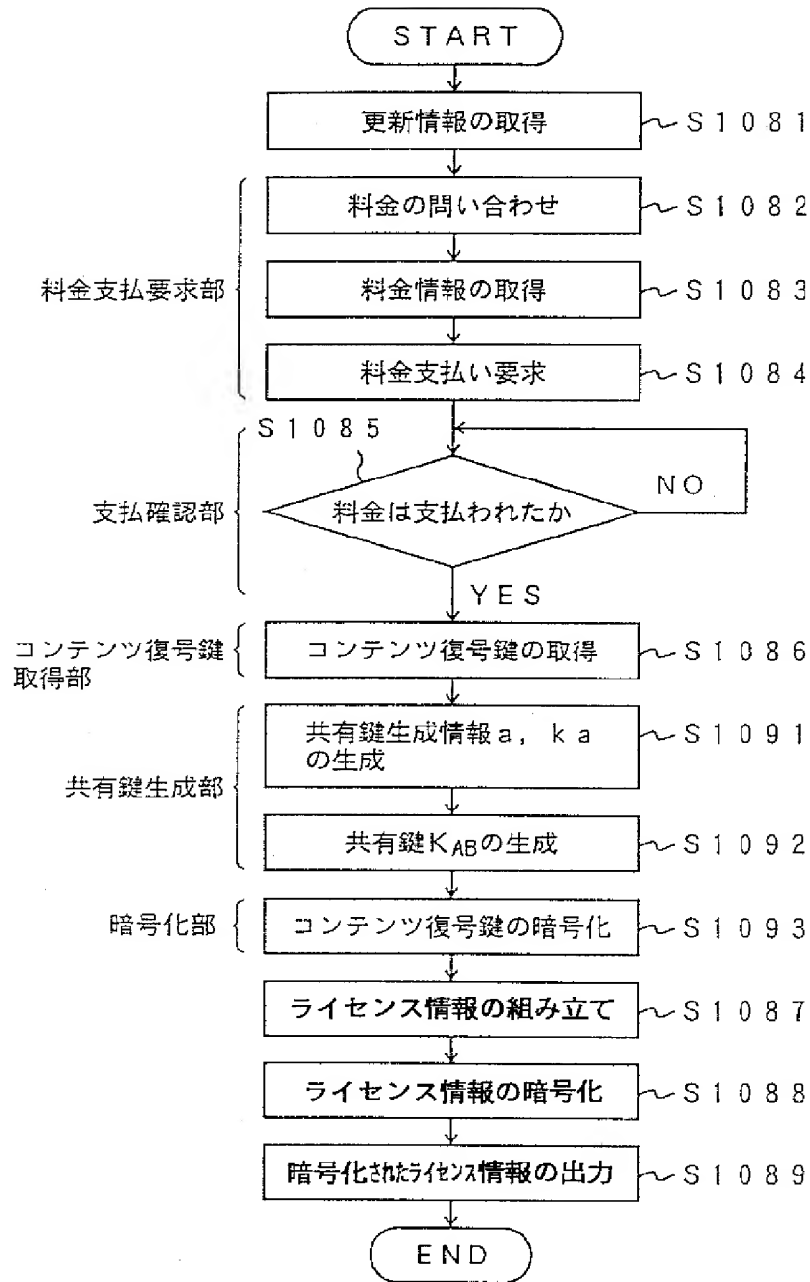 START
更新情報の取得
S1081
料金の問い合わせ
S1082
料金支払要求部
料金情報の取得
S1083
料金支払い要求
S1084
S1085
支払確認部
料金は支払われたか
NO
YES
コンテンツ復号鍵
取得部
コンテンツ復号鍵の取得
S1086
共有鍵生成部
共有鍵生成情報a, ka
の生成
S1091
共有鍵KABの生成
S1092
暗号化部
コンテンツ復号鍵の暗号化
S1093
ライセンス情報の組み立て
S1087
ライセンス情報の暗号化
S1088
暗号化されたライセンス情報の出力
S1089
END